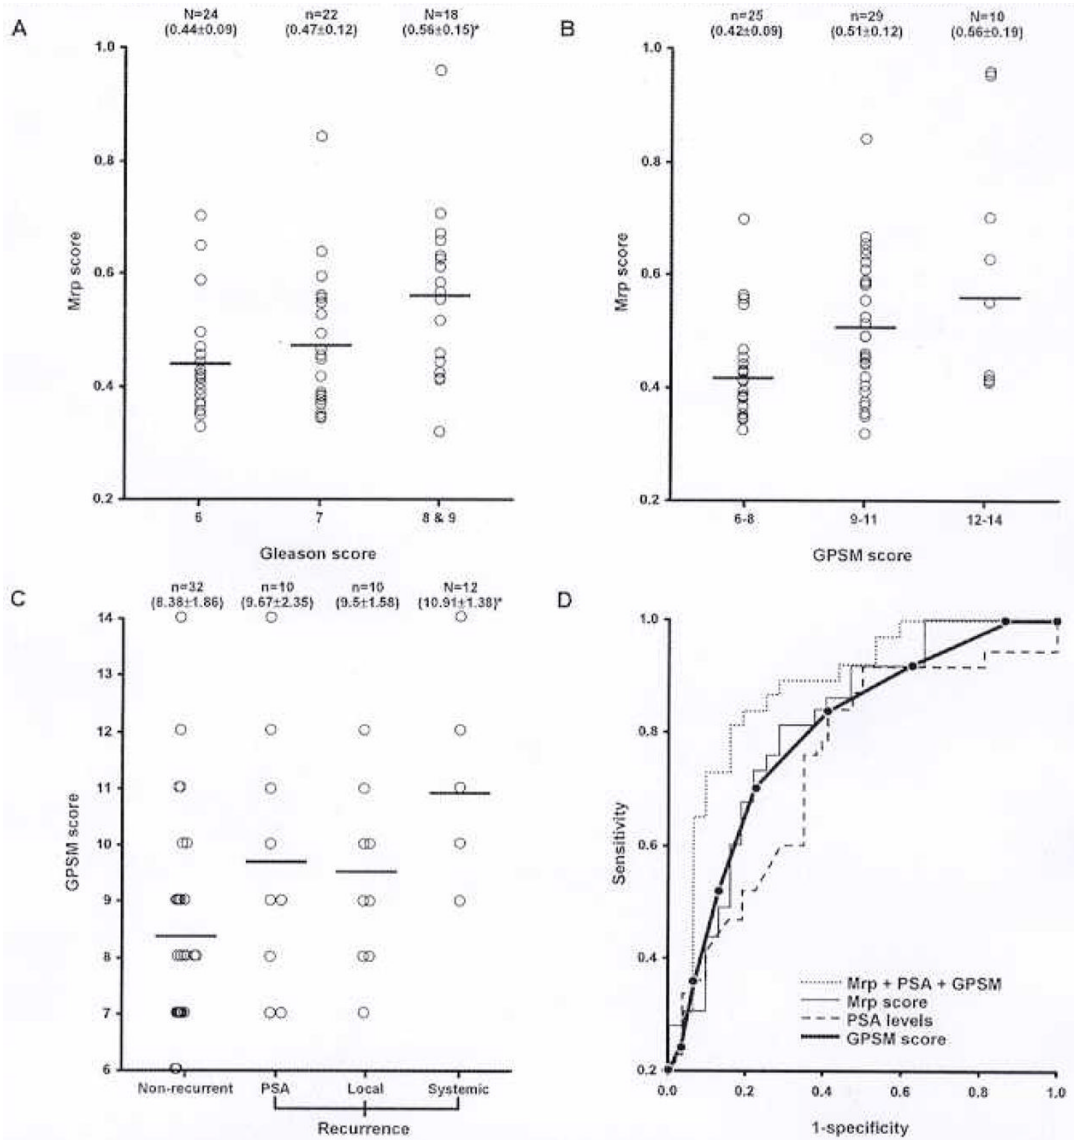 A
N=24 n=22 N=18
(0.44±0.09) (0.47±0.12) (0.56±0.15)*
1.0
0.8
0.6
0.4
0.2
Mrp score
6 7 8 & 9
Gleason score
B
n=25 n=29 N=10
(0.42±0.09) (0.51±0.12) (0.56±0.19)
1.0
0.8
0.6
0.4
0.2
Mrp score
6-8 9-11 12-14
GPSM score
C
n=32 n=10 n=10 N=12
(8.38±1.86) (9.67±2.35) (9.5±1.58) (10.91±1.38)*
14
13
12
11
10
9
8
7
6
GPSM score
Non-recurrent PSA Local Systemic
Recurrence
D
1.0
0.8
0.6
0.4
0.2
Sensitivity
Mrp + PSA + GPSM
Mrp score
PSA levels
GPSM score
0.0 0.2 0.4 0.6 0.8 1.0
1-specificity